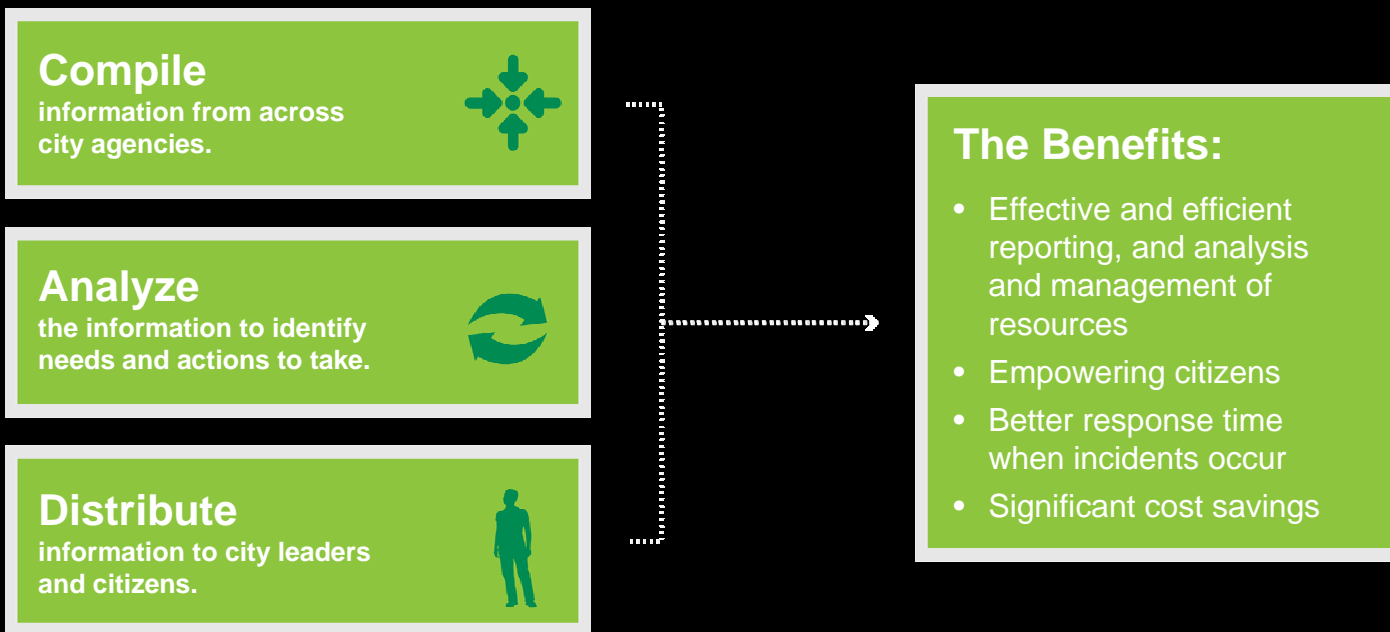 Compile
information from across
city agencies.
Analyze
the information to identify
needs and actions to take.
Distribute
information to city leaders
and citizens.
The Benefits:
• Effective and efficient
reporting, and analysis
and management of
resources
• Empowering citizens
• Better response time
when incidents occur
• Significant cost savings